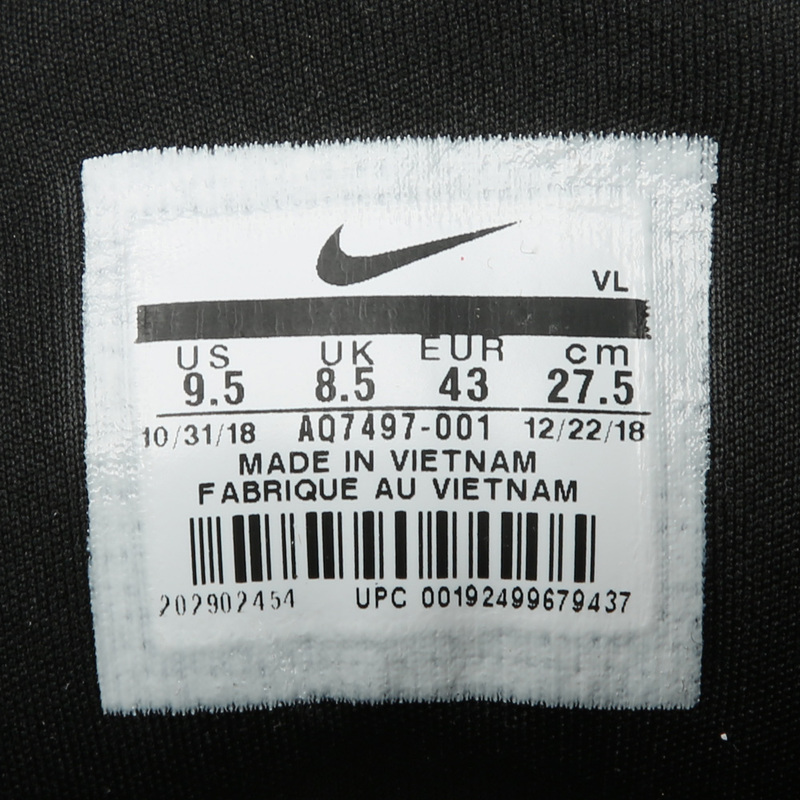 VL
US UK EUR cm
9.5 8.5 43 27.5
10/31/18 AQ7497-001 12/22/18
MADE IN VIETNAM
FABRIQUE AU VIETNAM
202902454 UPC 00192499679437